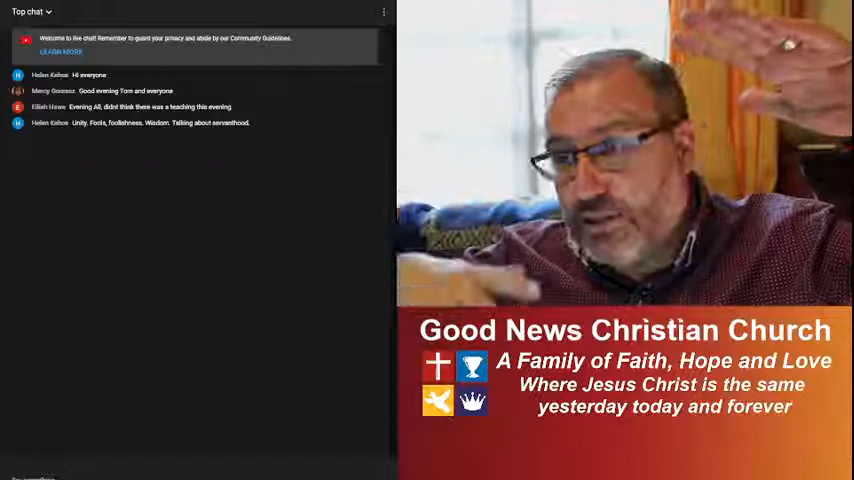 Top chat
Welcome to live chat! Remember to guard your privacy and abide by our Community Guidelines.
LEARN MORE
H Helen Kehoe Hi everyone
Mercy Good evening Tom and everyone
E Eilish Hawe Evening All, didnt think there was a teaching this evening
H Helen Kehoe Unity. Fools, foolishness. Wisdom. Talking about servanthood.
Good News Christian Church
A Family of Faith, Hope and Love
Where Jesus Christ is the same
yesterday today and forever